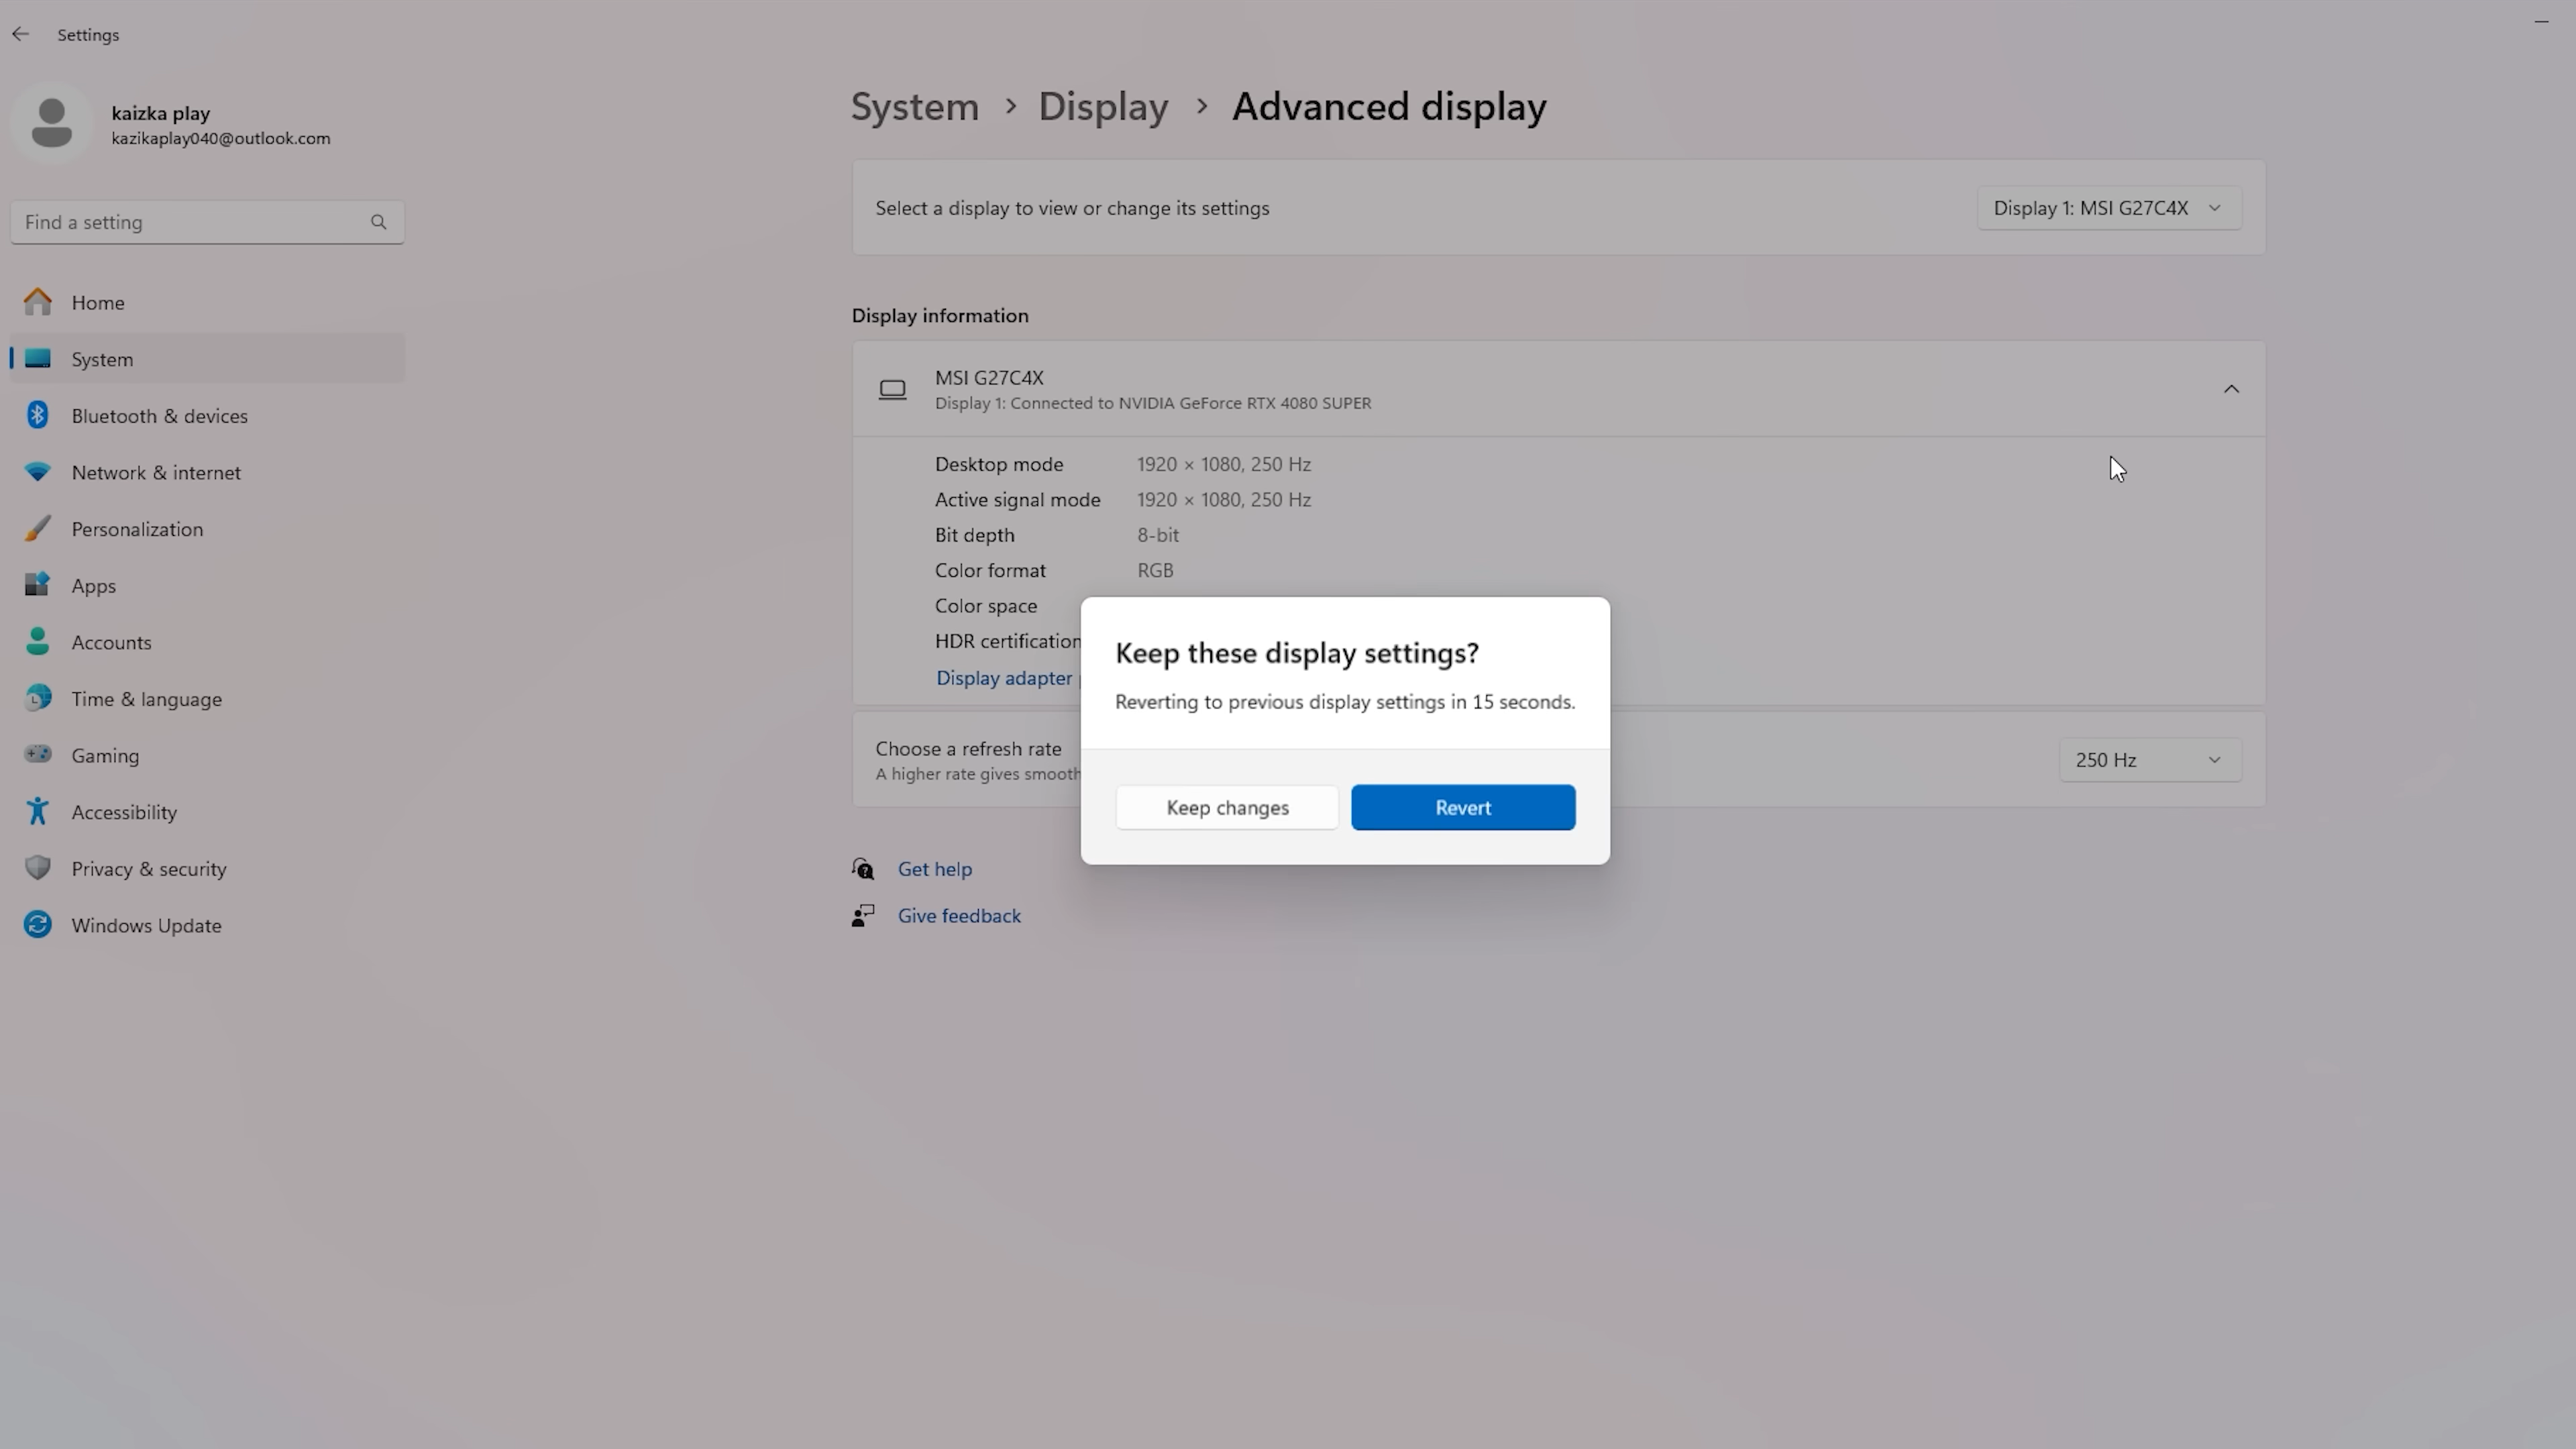 Settings
kaizka play
kazikaplay040@outlook.com
Find a setting
Home
System
Bluetooth & devices
Network & internet
Personalization
Apps
Accounts
Time & language
Gaming
Accessibility
Privacy & security
Windows Update
System > Display > Advanced display
Select a display to view or change its settings
Display 1: MSI G27C4X
Display information
MSI G27C4X
Display 1: Connected to NVIDIA GeForce RTX 4080 SUPER
Desktop mode 1920 × 1080, 250 Hz
Active signal mode 1920 × 1080, 250 Hz
Bit depth 8-bit
Color format RGB
Color space
HDR certification
Display adapter
Choose a refresh rate
A higher rate gives smooth
250 Hz
Keep these display settings?
Reverting to previous display settings in 15 seconds.
Keep changes
Revert
Get help
Give feedback